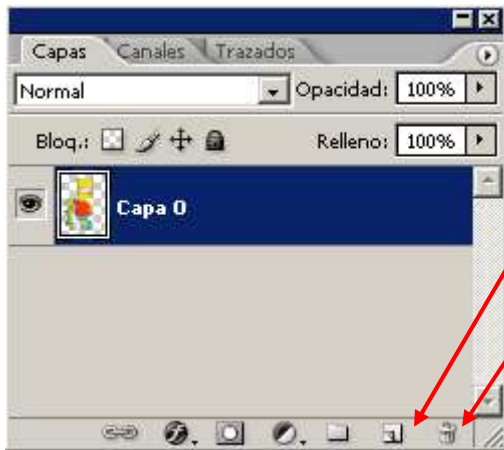 Capas Canales Trazados
Normal Opacidad: 100%
Bloq.: Relleno: 100%
Capa 0